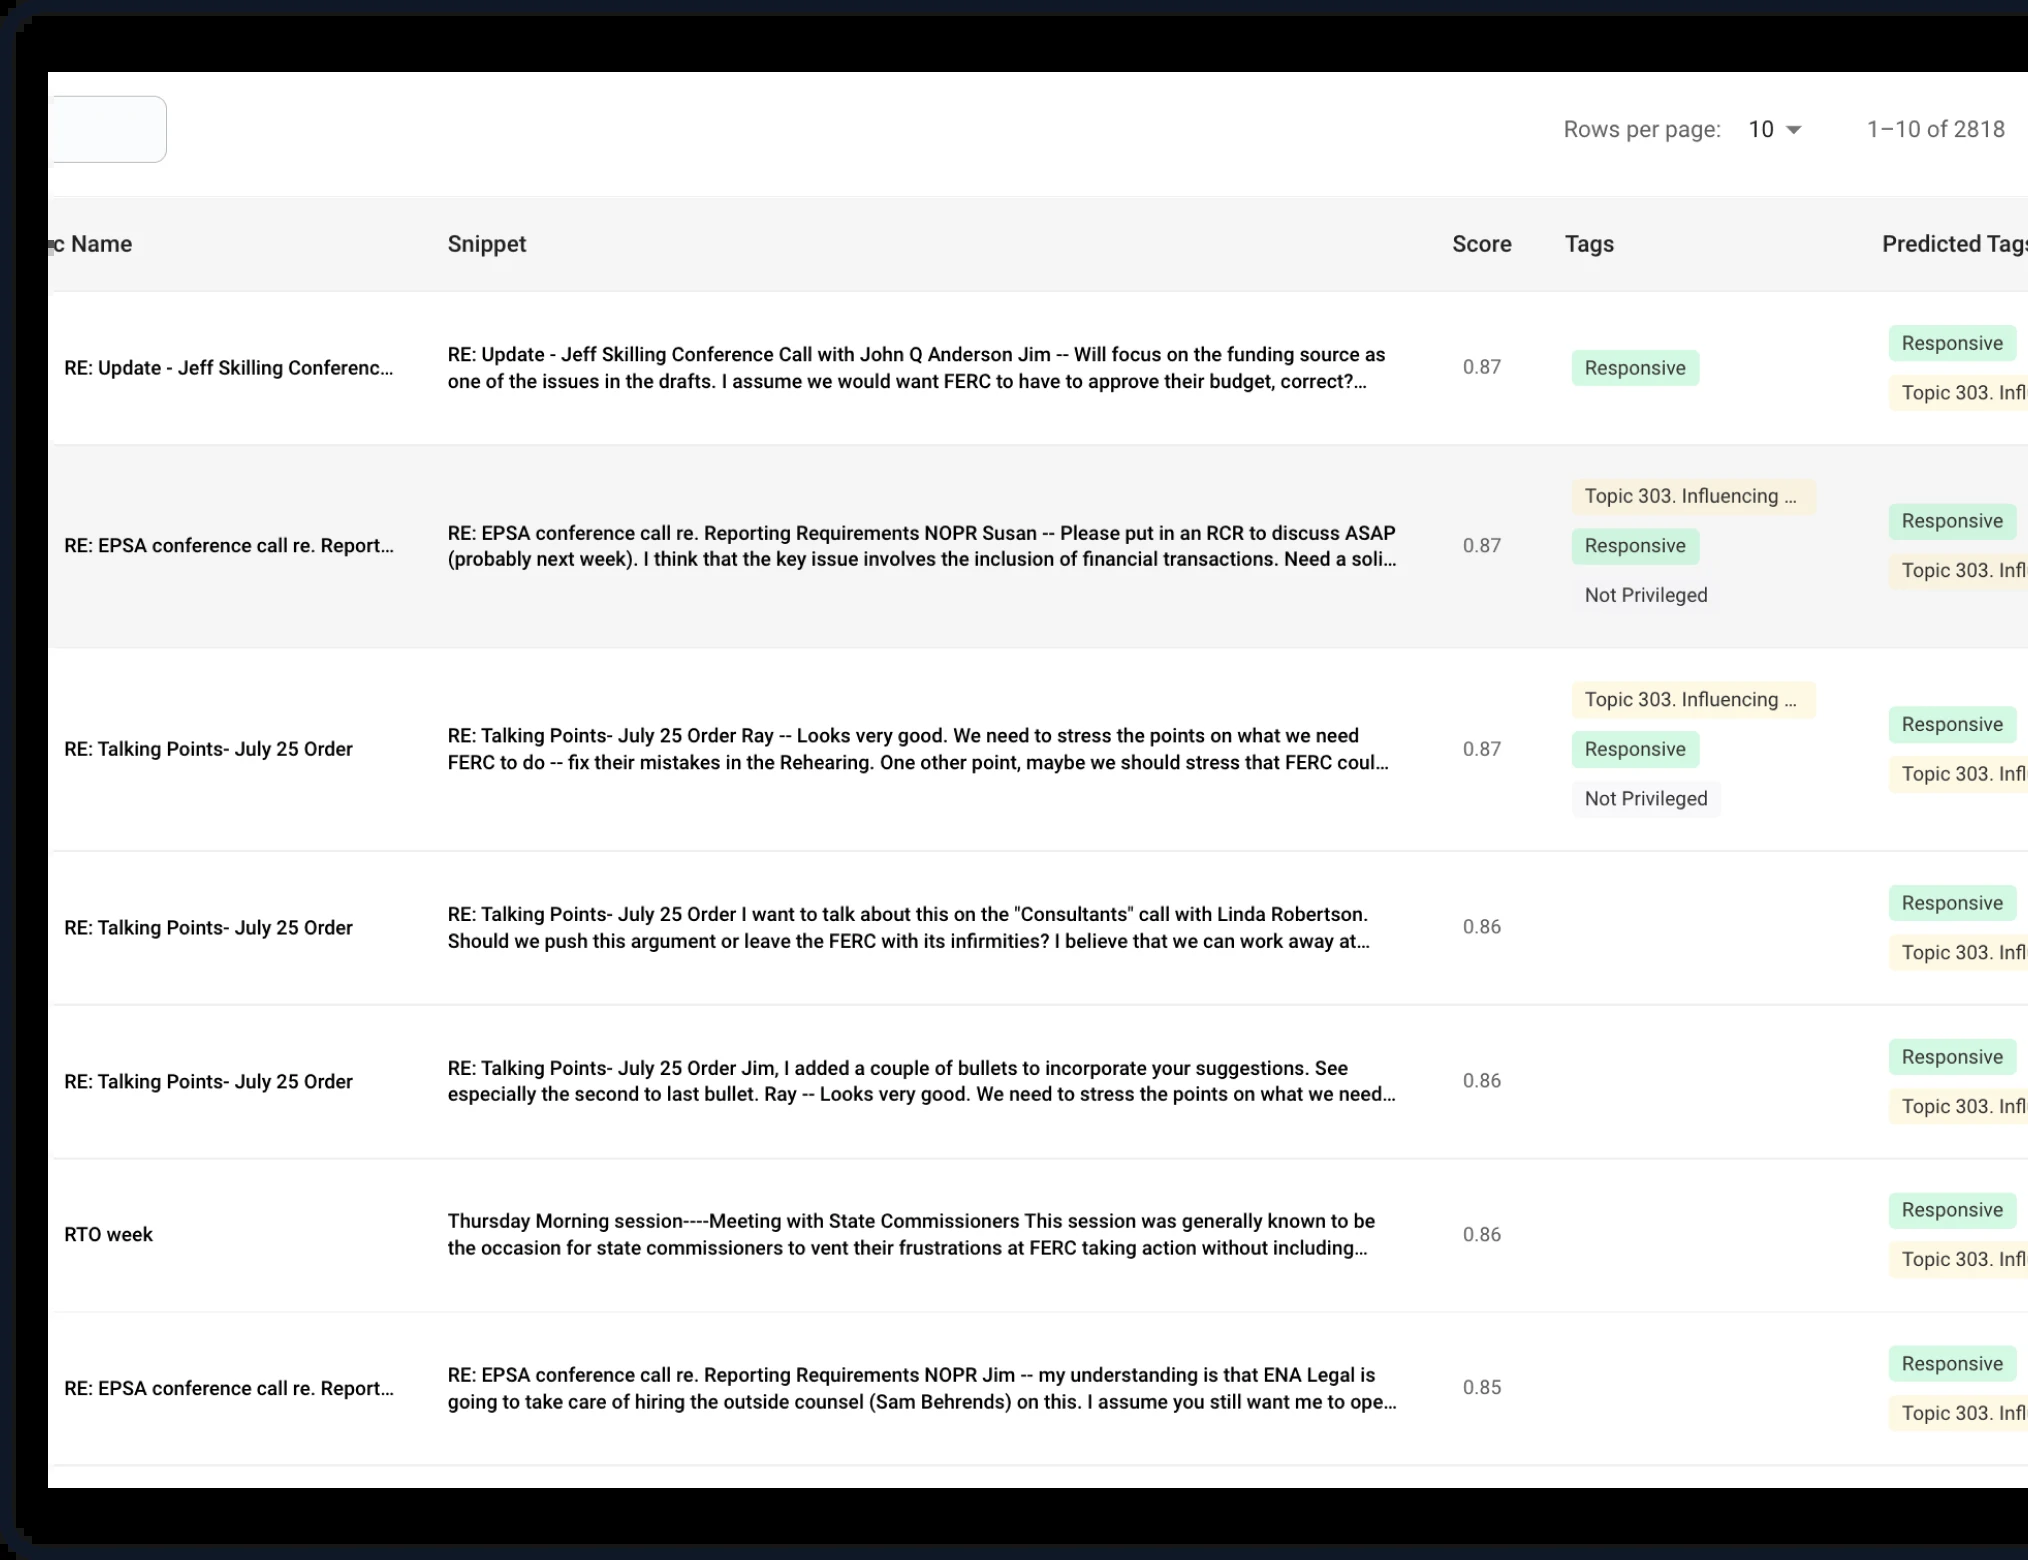 Rows per page: 10 1–10 of 2818
c Name Snippet Score Tags Predicted Tags
RE: Update - Jeff Skilling Conferenc...
RE: Update - Jeff Skilling Conference Call with John Q Anderson Jim -- Will focus on the funding source as
one of the issues in the drafts. I assume we would want FERC to have to approve their budget, correct?...
0.87
Responsive
Responsive
Topic 303. Infl
RE: EPSA conference call re. Report...
RE: EPSA conference call re. Reporting Requirements NOPR Susan -- Please put in an RCR to discuss ASAP
(probably next week). I think that the key issue involves the inclusion of financial transactions. Need a soli...
0.87
Topic 303. Influencing ...
Responsive
Not Privileged
Responsive
Topic 303. Infl
RE: Talking Points- July 25 Order
RE: Talking Points- July 25 Order Ray -- Looks very good. We need to stress the points on what we need
FERC to do -- fix their mistakes in the Rehearing. One other point, maybe we should stress that FERC coul...
0.87
Topic 303. Influencing ...
Responsive
Not Privileged
Responsive
Topic 303. Infl
RE: Talking Points- July 25 Order
RE: Talking Points- July 25 Order I want to talk about this on the "Consultants" call with Linda Robertson.
Should we push this argument or leave the FERC with its infirmities? I believe that we can work away at...
0.86
Responsive
Topic 303. Infl
RE: Talking Points- July 25 Order
RE: Talking Points- July 25 Order Jim, I added a couple of bullets to incorporate your suggestions. See
especially the second to last bullet. Ray -- Looks very good. We need to stress the points on what we need...
0.86
Responsive
Topic 303. Infl
RTO week
Thursday Morning session----Meeting with State Commissioners This session was generally known to be
the occasion for state commissioners to vent their frustrations at FERC taking action without including...
0.86
Responsive
Topic 303. Infl
RE: EPSA conference call re. Report...
RE: EPSA conference call re. Reporting Requirements NOPR Jim -- my understanding is that ENA Legal is
going to take care of hiring the outside counsel (Sam Behrends) on this. I assume you still want me to ope...
0.85
Responsive
Topic 303. Infl